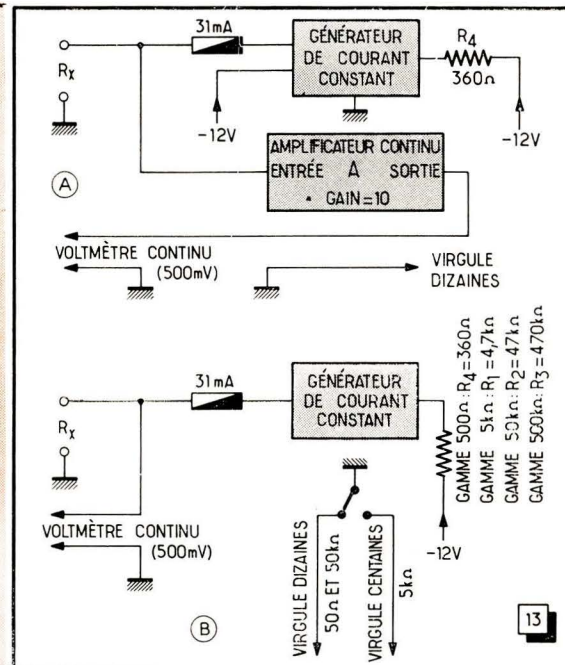 31mA
GÉNÉRATEUR
DE COURANT
CONSTANT
R4
360Ω
RX
-12V
-12V
AMPLIFICATEUR CONTINU
ENTRÉE A SORTIE
GAIN=10
A
VOLTMÈTRE CONTINU
(500mV)
VIRGULE
DIZAINES
31mA
GÉNÉRATEUR
DE COURANT
CONSTANT
RX
GAMME 500Ω: R4=360Ω
GAMME 5kΩ: R1=4,7kΩ
GAMME 50kΩ: R2=47kΩ
GAMME 500kΩ: R3=470kΩ
VOLTMÈTRE CONTINU
(500mV)
-12V
VIRGULE DIZAINES
50Ω ET 50kΩ
VIRGULE CENTAINES
5kΩ
B
13